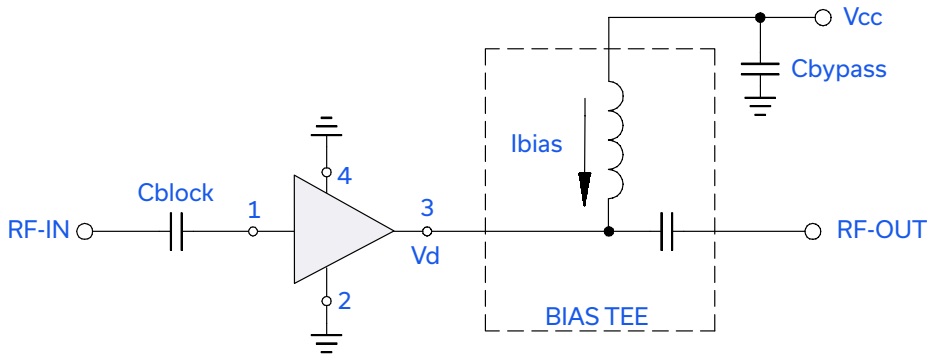 Vcc
Cbypass
Ibias
4
Cblock
1
3
RF-IN
Vd
RF-OUT
2
BIAS TEE